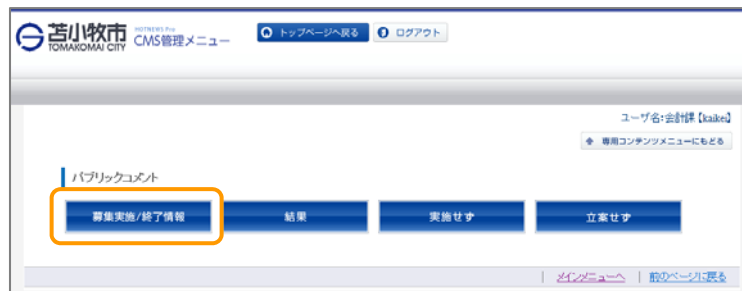 苫小牧市
TOMAKOMAI CITY
HOTNEWS Pro
CMS管理メニュー
トップページへ戻る
ログアウト
ユーザ名:会計課【kaikei】
専用コンテンツメニューにもどる
パブリックコメント
募集実施/終了情報 結果 実施せず 立案せず
| メインメニューへ | 前のページに戻る